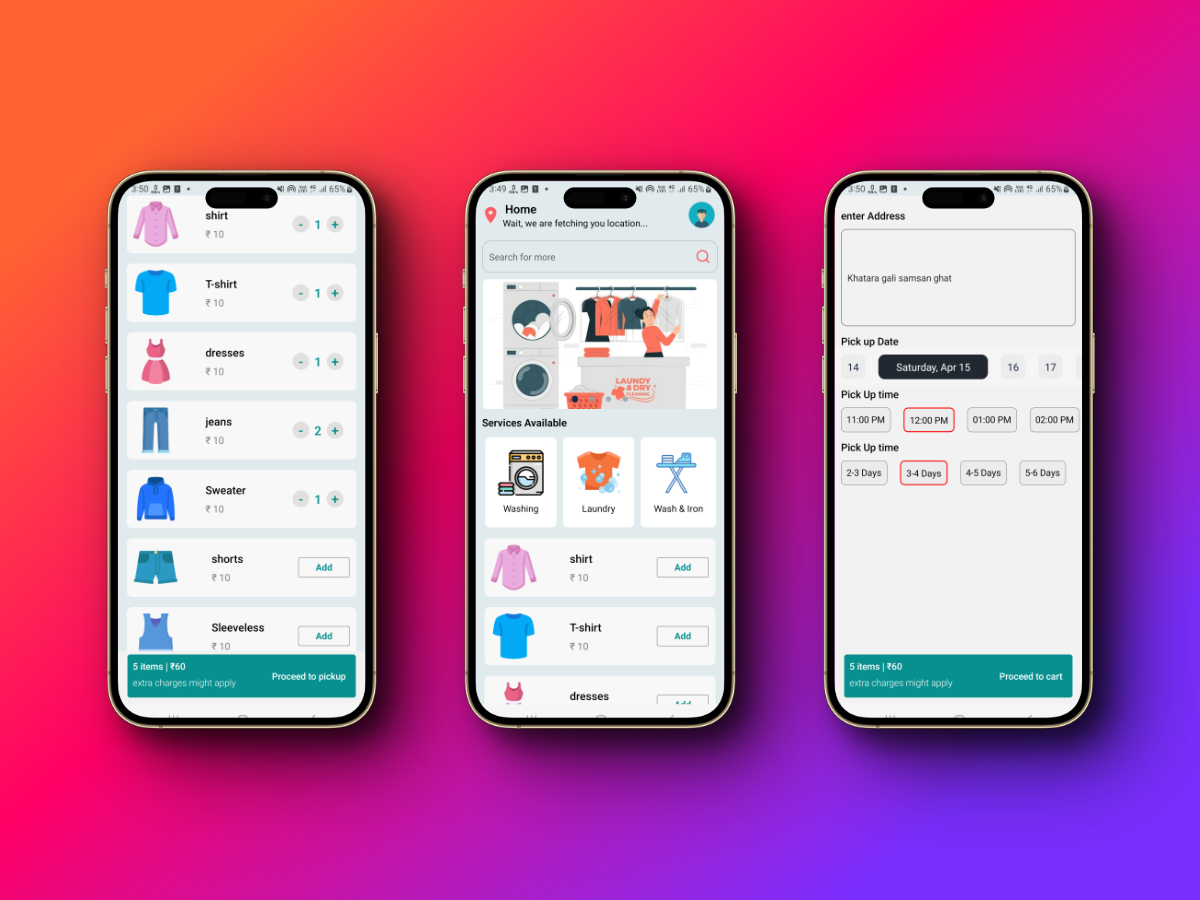 3:50
65%
shirt
₹ 10
- 1 +
T-shirt
₹ 10
- 1 +
dresses
₹ 10
- 1 +
jeans
₹ 10
- 2 +
Sweater
₹ 10
- 1 +
shorts
₹ 10
Add
Sleeveless
₹ 10
Add
5 items | ₹60
extra charges might apply
Proceed to pickup
3:49
65%
Home
Wait, we are fetching you location...
Search for more
LAUNDY
& DRY
CLEANING
Services Available
Washing
Laundry
Wash & Iron
shirt
₹ 10
Add
T-shirt
₹ 10
Add
dresses
Add
3:50
65%
enter Address
Khatara gali samsan ghat
Pick up Date
14 Saturday, Apr 15 16 17
Pick Up time
11:00 PM 12:00 PM 01:00 PM 02:00 PM
Pick Up time
2-3 Days 3-4 Days 4-5 Days 5-6 Days
5 items | ₹60
extra charges might apply
Proceed to cart